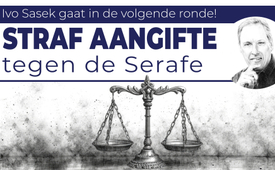 Ivo Sasek gaat in de volgende ronde!
STRAF AANGIFTE
tegen de Serafe